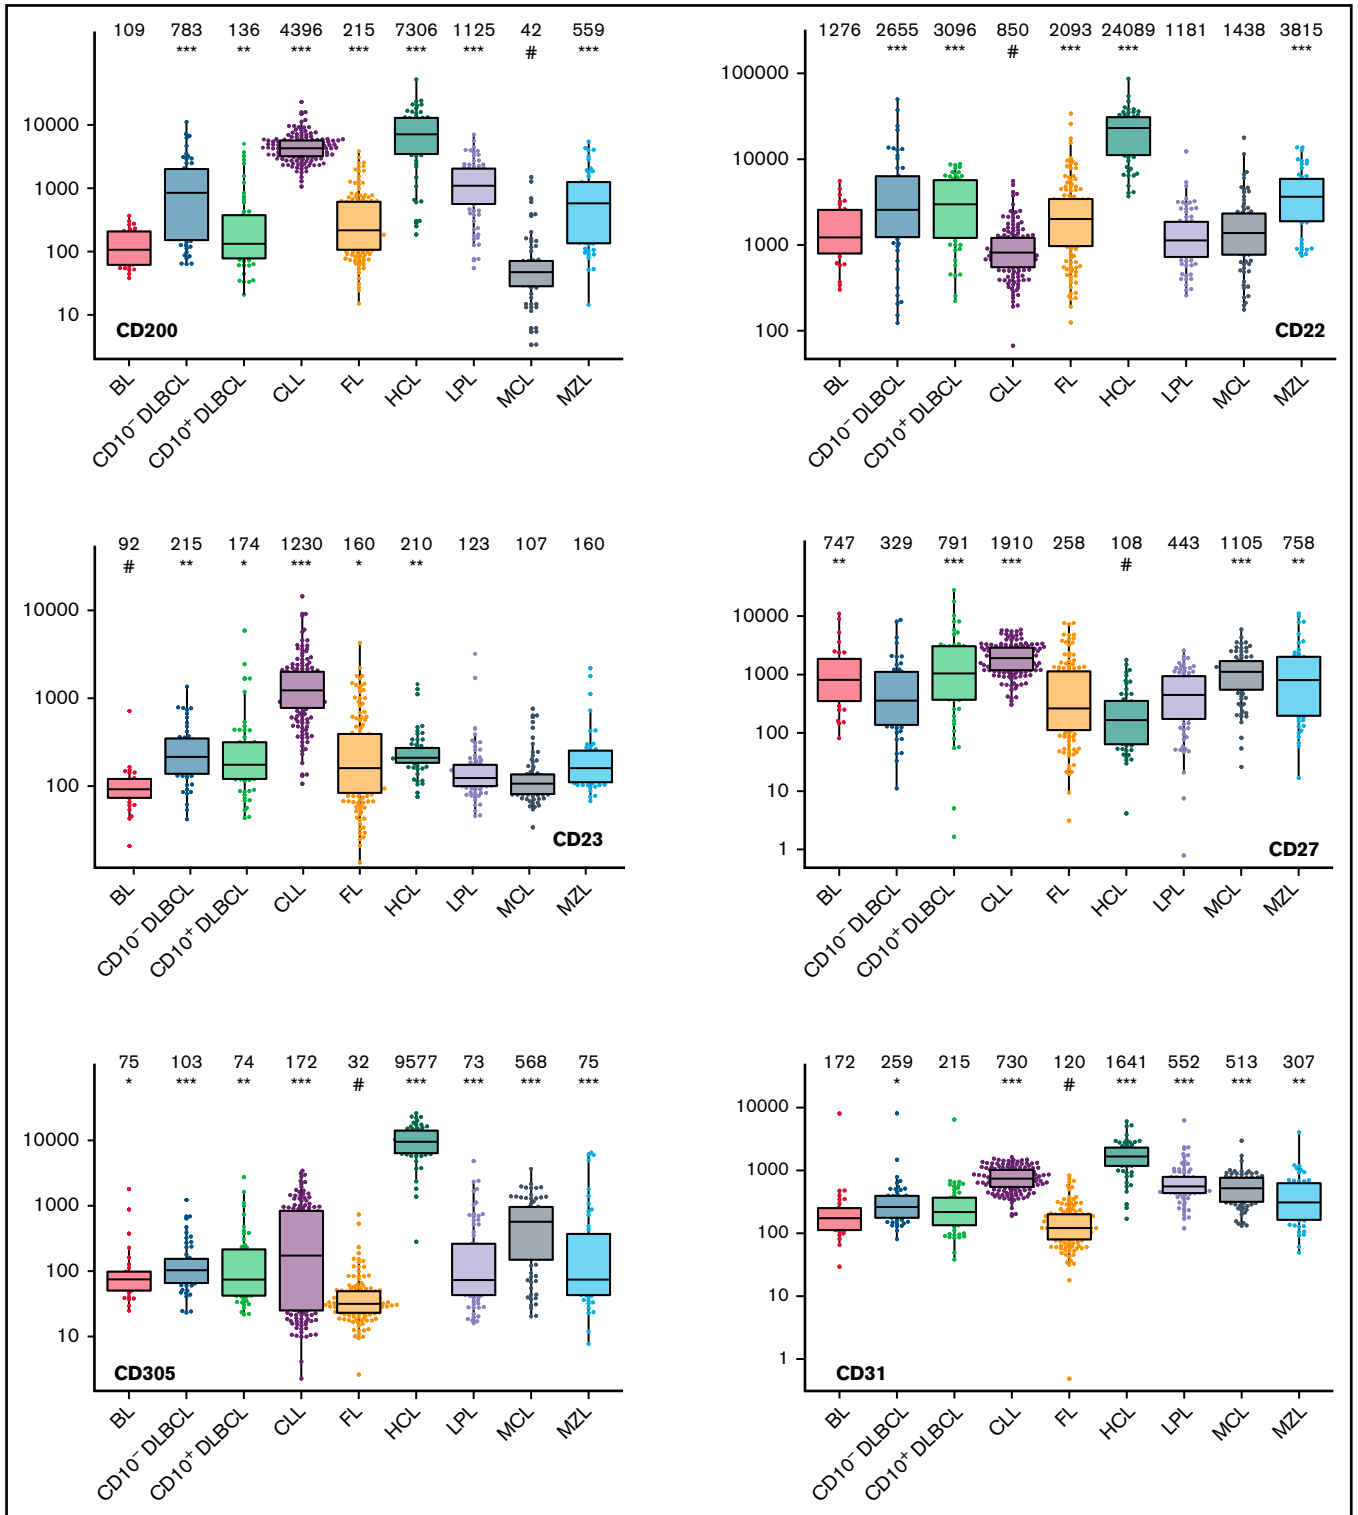 109 783 136 4396 215 7306 1125 42 559
*** ** *** *** *** *** # ***
10000
1000
100
10
CD200
BL CD10⁻ DLBCL CD10⁺ DLBCL CLL FL HCL LPL MCL MZL
1276 2655 3096 850 2093 24089 1181 1438 3815
*** *** # *** *** ***
100000
10000
1000
100
CD22
BL CD10⁻ DLBCL CD10⁺ DLBCL CLL FL HCL LPL MCL MZL
92 215 174 1230 160 210 123 107 160
# ** * *** * **
10000
1000
100
CD23
BL CD10⁻ DLBCL CD10⁺ DLBCL CLL FL HCL LPL MCL MZL
747 329 791 1910 258 108 443 1105 758
** *** *** # *** **
10000
1000
100
10
1
CD27
BL CD10⁻ DLBCL CD10⁺ DLBCL CLL FL HCL LPL MCL MZL
75 103 74 172 32 9577 73 568 75
* *** ** *** # *** *** *** ***
10000
1000
100
10
CD305
BL CD10⁻ DLBCL CD10⁺ DLBCL CLL FL HCL LPL MCL MZL
172 259 215 730 120 1641 552 513 307
* *** # *** *** *** **
10000
1000
100
10
1
CD31
BL CD10⁻ DLBCL CD10⁺ DLBCL CLL FL HCL LPL MCL MZL